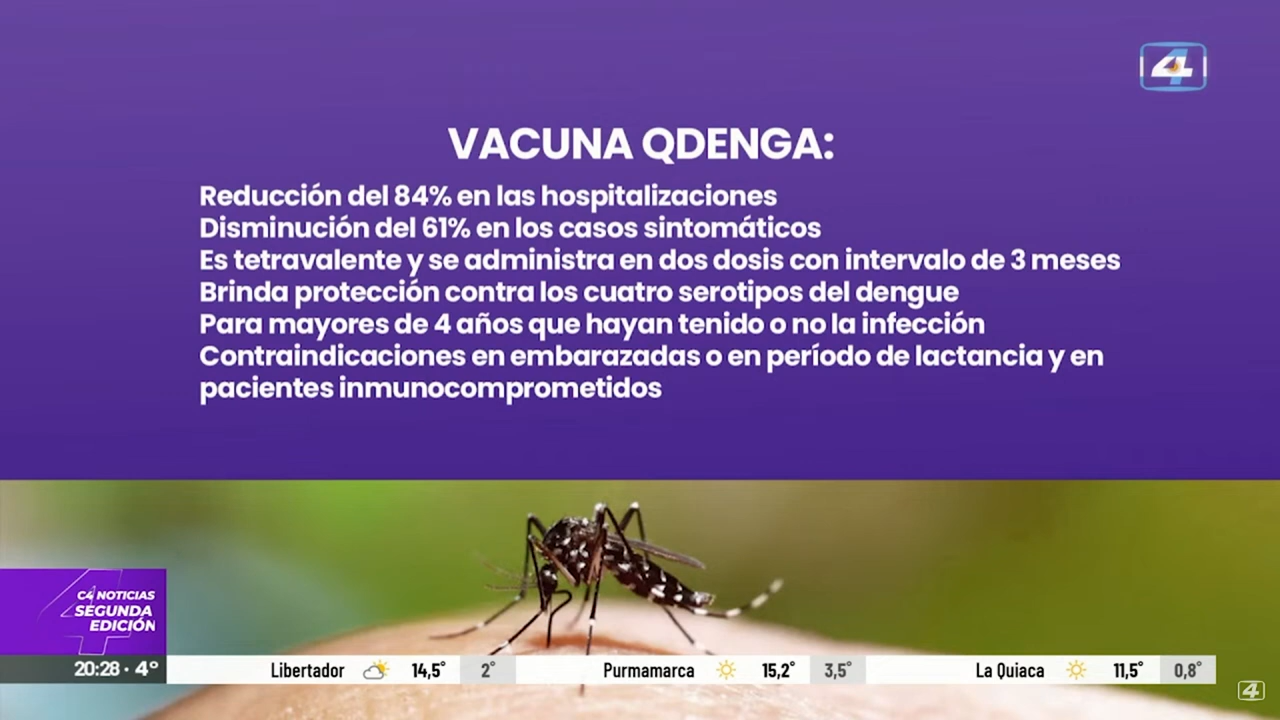 4
VACUNA QDENGA:
Reducción del 84% en las hospitalizaciones
Disminución del 61% en los casos sintomáticos
Es tetravalente y se administra en dos dosis con intervalo de 3 meses
Brinda protección contra los cuatro serotipos del dengue
Para mayores de 4 años que hayan tenido o no la infección
Contraindicaciones en embarazadas o en período de lactancia y en
pacientes inmunocomprometidos
C4 NOTICIAS
SEGUNDA
EDICIÓN
20:28 · 4° Libertador 14,5° 2° Purmamarca 15,2° 3,5° La Quiaca 11,5° 0,8°
4